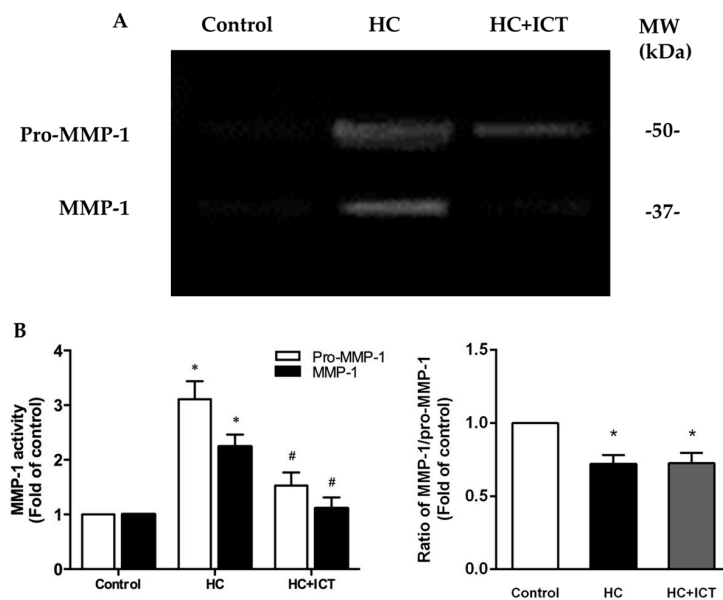 A
Control HC HC+ICT MW
(kDa)
Pro-MMP-1 -50-
MMP-1 -37-
B
MMP-1 activity
(Fold of control)
4
3
2
1
0
* * # #
Pro-MMP-1
MMP-1
Control HC HC+ICT
Ratio of MMP-1/pro-MMP-1
(Fold of control)
1.5
1.0
0.5
0.0
* *
Control HC HC+ICT